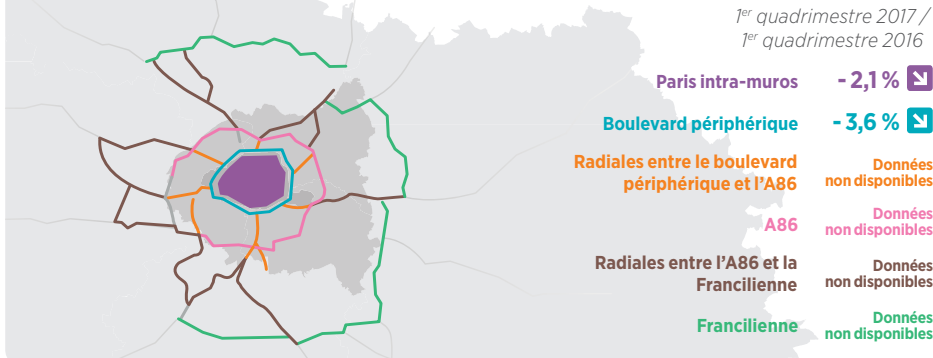 1er quadrimestre 2017 /
1er quadrimestre 2016
Paris intra-muros - 2,1 %
Boulevard périphérique - 3,6 %
Radiales entre le boulevard
périphérique et l'A86
Données
non disponibles
A86
Données
non disponibles
Radiales entre l'A86 et la
Francilienne
Données
non disponibles
Francilienne
Données
non disponibles